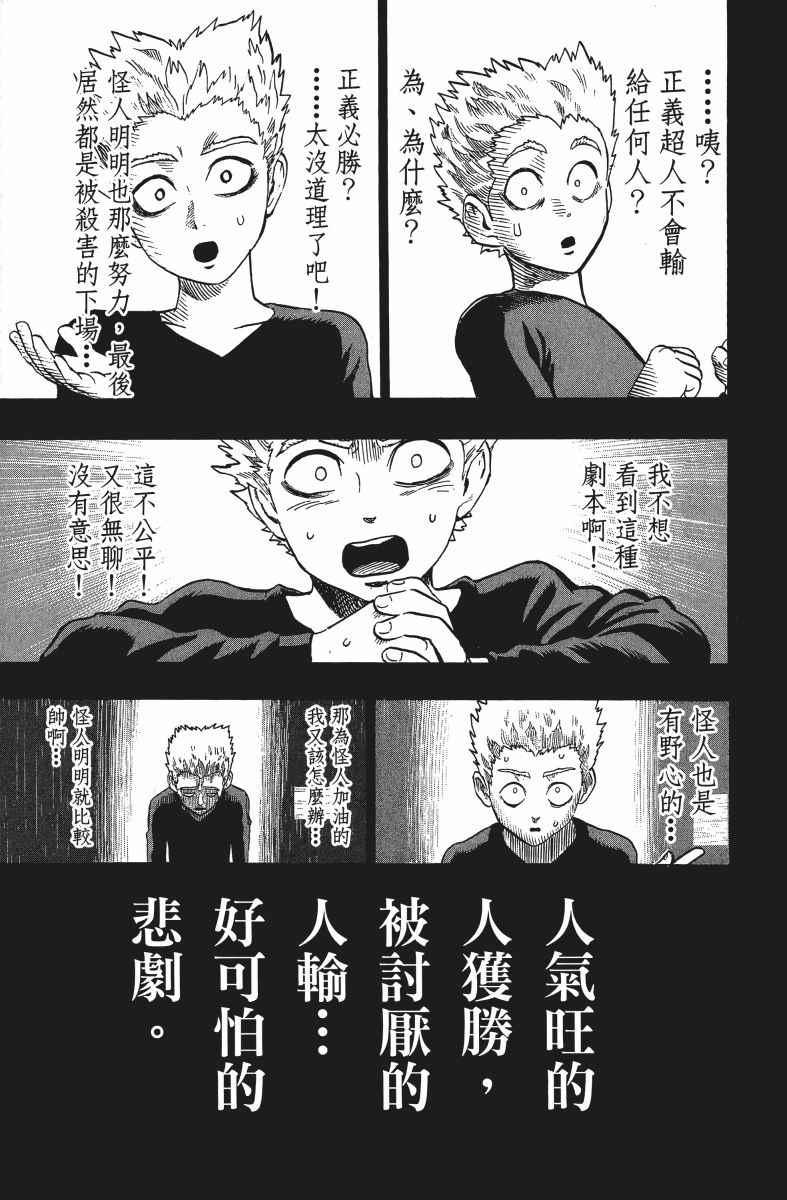 ……咦？
正義超人不會輸
給任何人？
為、為什麼？
正義必勝？
……太沒道理了吧！
怪人明明也那麼努力，最後
居然都是被殺害的下場…
我不想
看到這種
劇本啊！
這不公平！
又很無聊！
沒有意思！
怪人也是
有野心的…
那為怪人加油的
我又該怎麼辦…
怪人明明就比較
帥啊…
人氣旺的
人獲勝，
被討厭的
人輸…
好可怕的
悲劇。